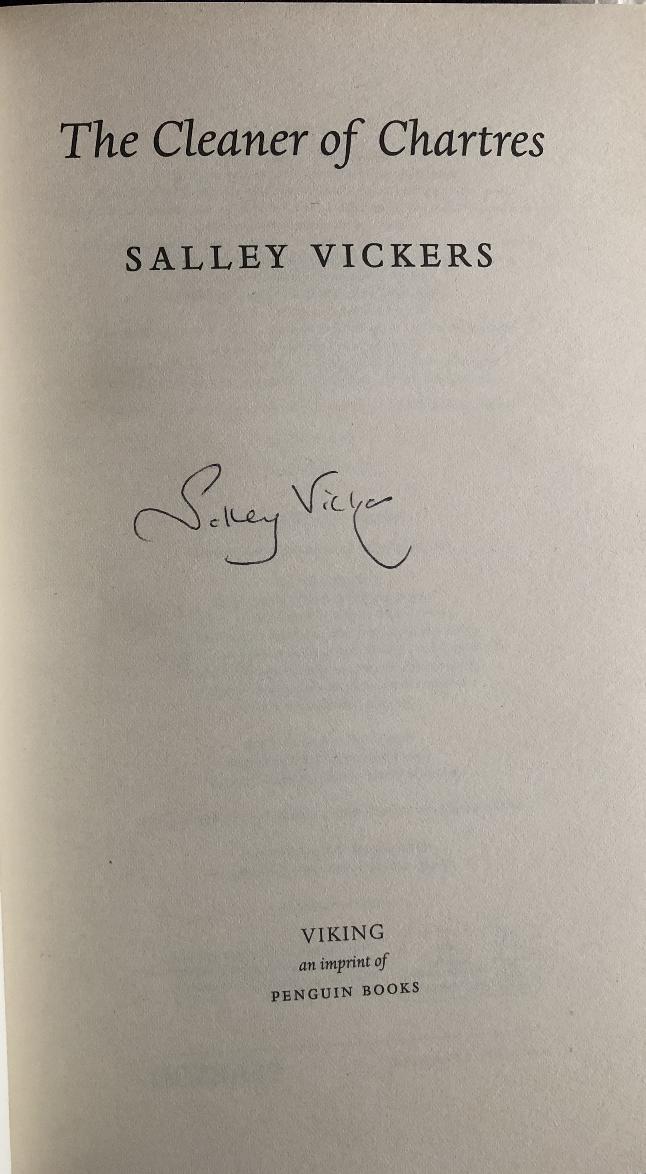 The Cleaner of Chartres
SALLEY VICKERS
Salley Vickers
VIKING
an imprint of
PENGUIN BOOKS